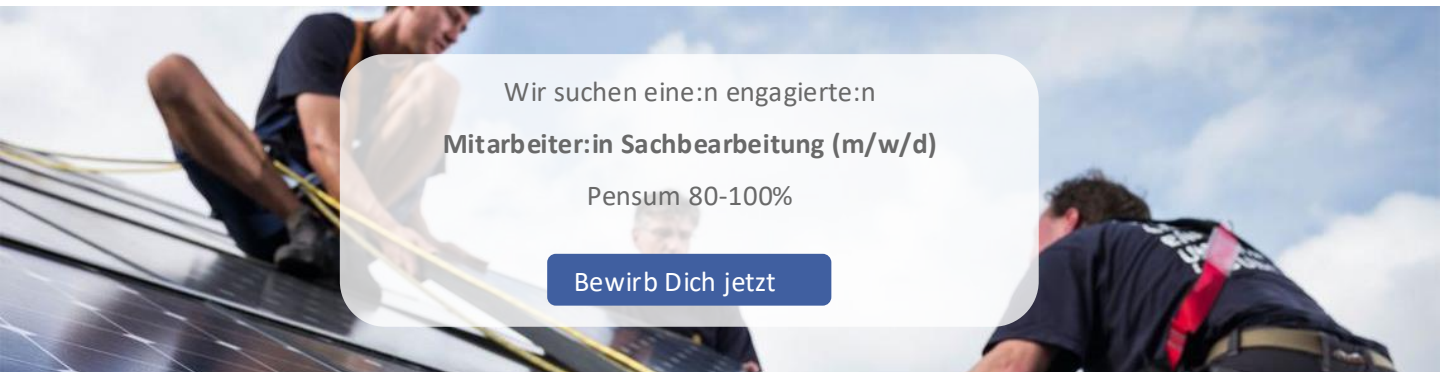 Wir suchen eine:n engagierte:n
Mitarbeiter:in Sachbearbeitung (m/w/d)
Pensum 80-100%
Bewirb Dich jetzt